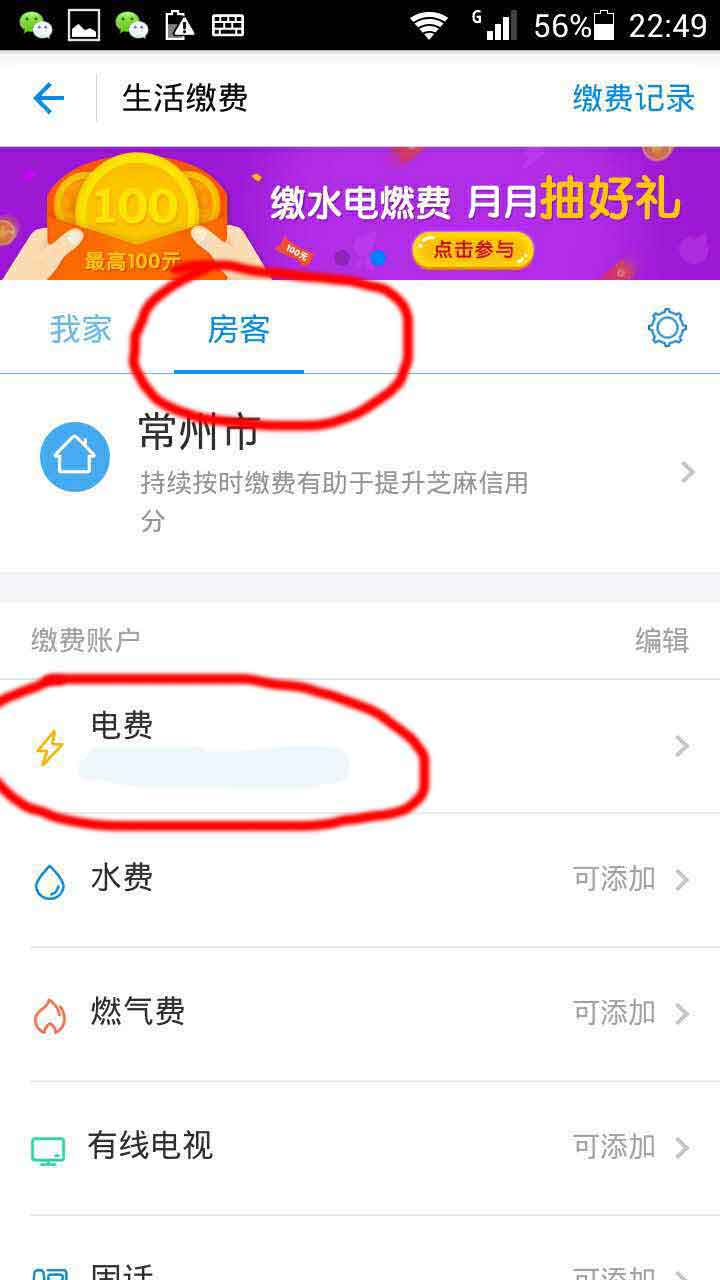 G 56% 22:49
生活缴费 缴费记录
100
最高100元
100元
缴水电燃费 月月抽好礼
点击参与
我家 房客
常州市
持续按时缴费有助于提升芝麻信用
分
缴费账户 编辑
电费
水费 可添加
燃气费 可添加
有线电视 可添加
固话 可添加